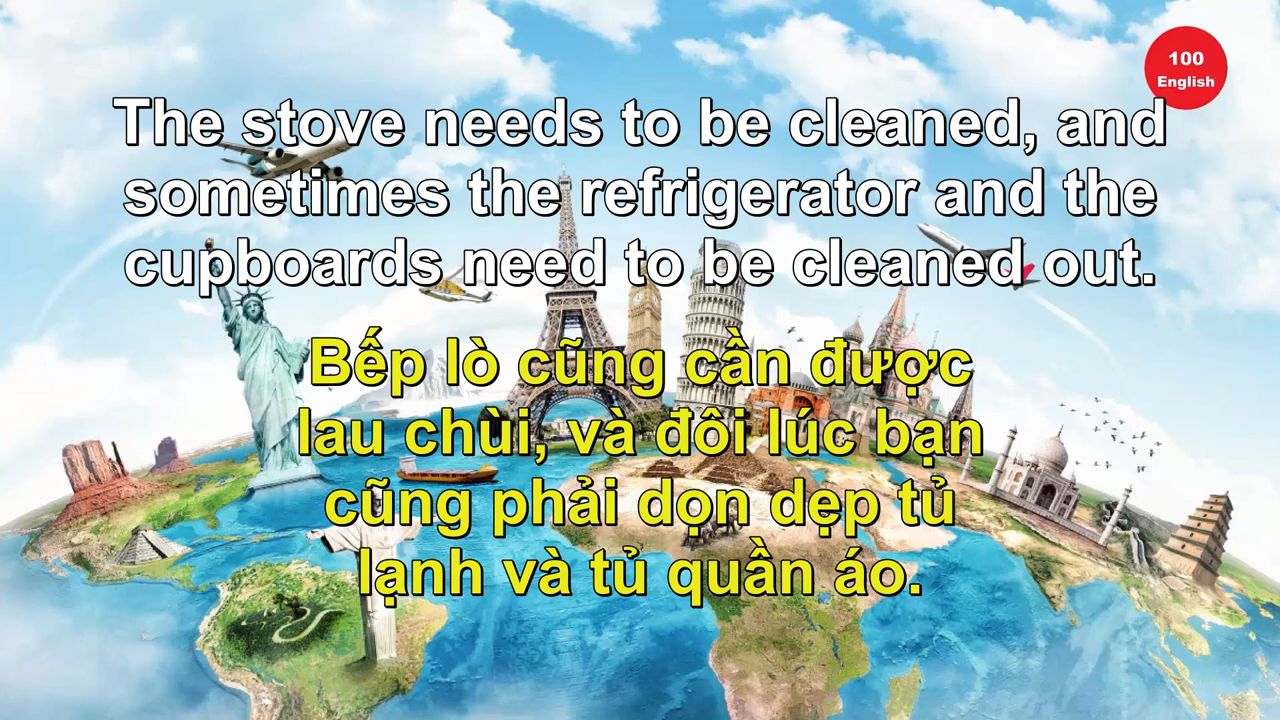 100
English
The stove needs to be cleaned, and
sometimes the refrigerator and the
cupboards need to be cleaned out.
Bếp lò cũng cần được
lau chùi, và đôi lúc bạn
cũng phải dọn dẹp tủ
lạnh và tủ quần áo.